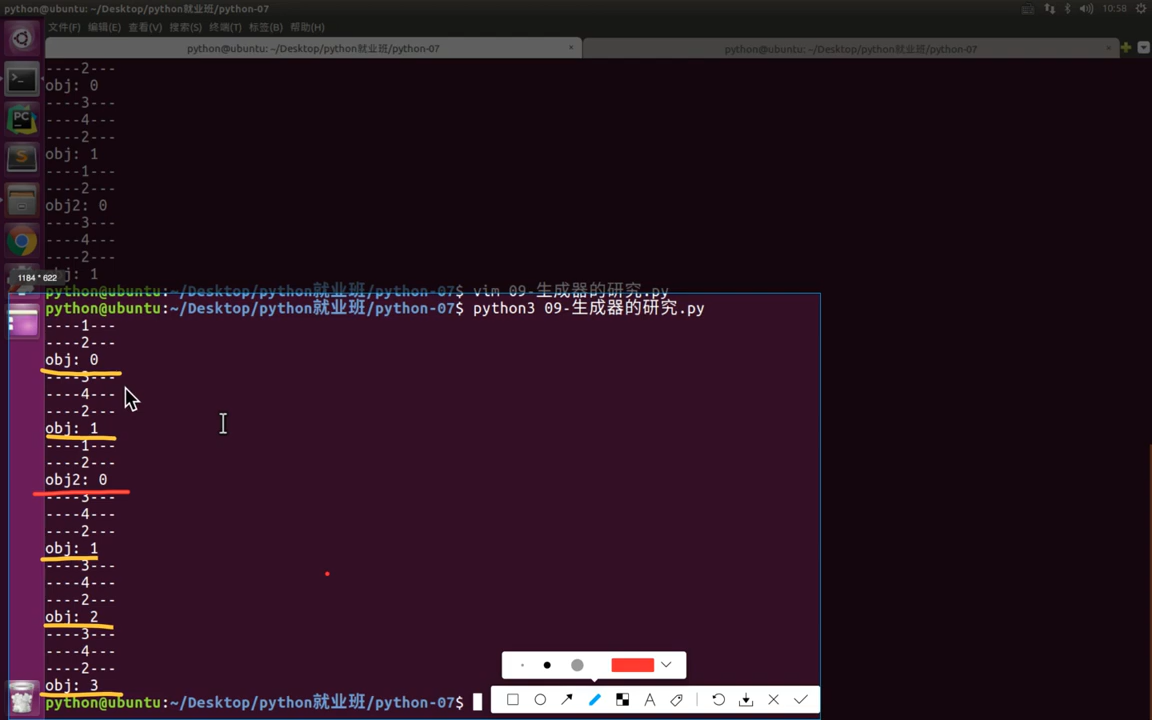 python@ubuntu: ~/Desktop/python就业班/python-07
10:58
文件(F) 编辑(E) 查看(V) 搜索(S) 终端(T) 标签(B) 帮助(H)
python@ubuntu: ~/Desktop/python就业班/python-07
python@ubuntu: ~/Desktop/python就业班/python-07
----2---
obj: 0
----3---
----4---
----2---
obj: 1
----1---
----2---
obj2: 0
----3---
----4---
----2---
obj: 1
1184 * 622
python@ubuntu:~/Desktop/python就业班/python-07$ vim 09-生成器的研究.py
python@ubuntu:~/Desktop/python就业班/python-07$ python3 09-生成器的研究.py
----1---
----2---
obj: 0
----3---
----4---
----2---
obj: 1
----1---
----2---
obj2: 0
----3---
----4---
----2---
obj: 1
----3---
----4---
----2---
obj: 2
----3---
----4---
----2---
obj: 3
python@ubuntu:~/Desktop/python就业班/python-07$